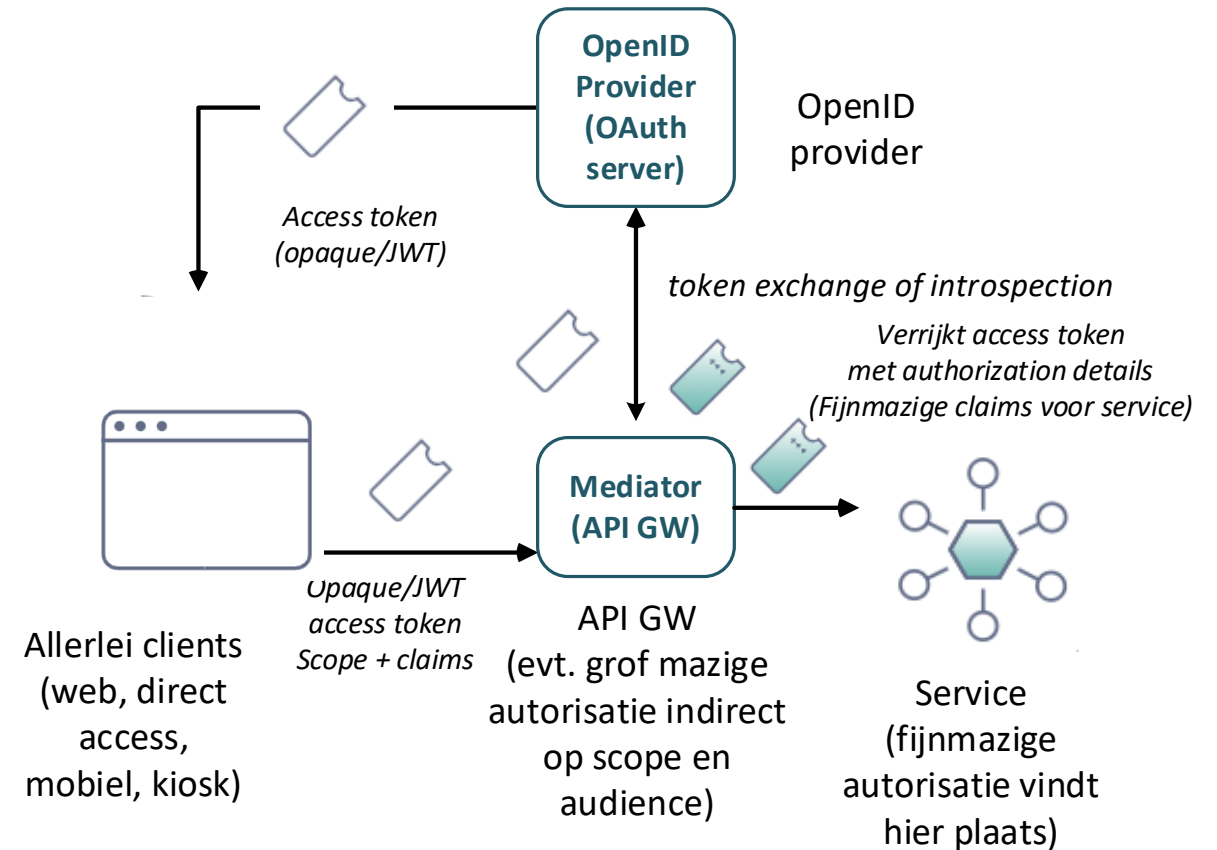 OpenID
Provider
(OAuth
server)
OpenID
provider
Access token
(opaque/JWT)
token exchange of introspection
Verrijkt access token
met authorization details
(Fijnmazige claims voor service)
Mediator
(API GW)
Opaque/JWT
access token
Scope + claims
Allerlei clients
(web, direct
access,
mobiel, kiosk)
API GW
(evt. grof mazige
autorisatie indirect
op scope en
audience)
Service
(fijnmazige
autorisatie vindt
hier plaats)